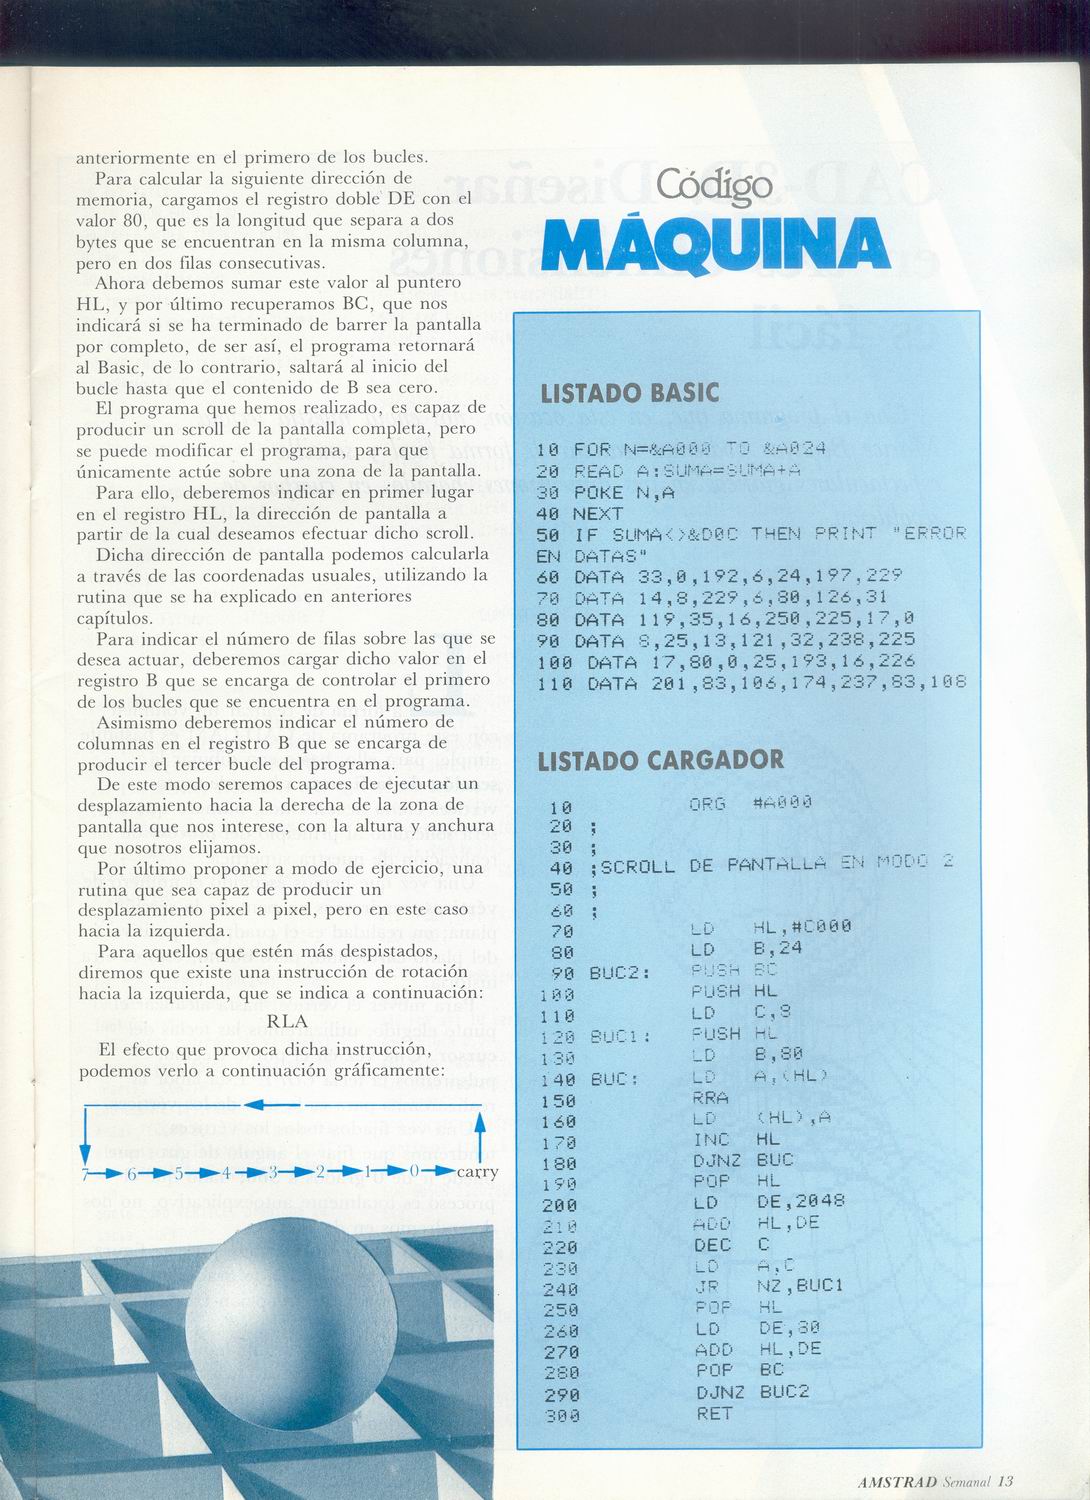 anteriormente en el primero de los bucles.
Para calcular la siguiente dirección de
memoria, cargamos el registro doble DE con el
valor 80, que es la longitud que separa a dos
bytes que se encuentran en la misma columna,
pero en dos filas consecutivas.
Ahora debemos sumar este valor al puntero
HL, y por último recuperamos BC, que nos
indicará si se ha terminado de barrer la pantalla
por completo, de ser así, el programa retornará
al Basic, de lo contrario, saltará al inicio del
bucle hasta que el contenido de B sea cero.
El programa que hemos realizado, es capaz de
producir un scroll de la pantalla completa, pero
se puede modificar el programa, para que
únicamente actúe sobre una zona de la pantalla.
Para ello, deberemos indicar en primer lugar
en el registro HL, la dirección de pantalla a
partir de la cual deseamos efectuar dicho scroll.
Dicha dirección de pantalla podemos calcularla
a través de las coordenadas usuales, utilizando la
rutina que se ha explicado en anteriores
capítulos.
Para indicar el número de filas sobre las que se
desea actuar, deberemos cargar dicho valor en el
registro B que se encarga de controlar el primero
de los bucles que se encuentra en el programa.
Asimismo deberemos indicar el número de
columnas en el registro B que se encarga de
producir el tercer bucle del programa.
De este modo seremos capaces de ejecutar un
desplazamiento hacia la derecha de la zona de
pantalla que nos interese, con la altura y anchura
que nosotros elijamos.
Por último proponer a modo de ejercicio, una
rutina que sea capaz de producir un
desplazamiento pixel a pixel, pero en este caso
hacia la izquierda.
Para aquellos que estén más despistados,
diremos que existe una instrucción de rotación
hacia la izquierda, que se indica a continuación:
RLA
El efecto que provoca dicha instrucción,
podemos verlo a continuación gráficamente:
7 6 5 4 3 2 1 0 carry
Código
MÁQUINA
LISTADO BASIC
10 FOR N=&A000 TO &A024
20 READ A:SUMA=SUMA+A
30 POKE N,A
40 NEXT
50 IF SUMA<>&D0C THEN PRINT "ERROR
EN DATAS"
60 DATA 33,0,192,6,24,197,229
70 DATA 14,8,229,6,80,126,31
80 DATA 119,35,16,250,225,17,0
90 DATA 8,25,13,121,32,238,225
100 DATA 17,80,0,25,193,16,226
110 DATA 201,83,106,174,237,83,108
LISTADO CARGADOR
10 ORG #A000
20 ;
30 ;
40 ;SCROLL DE PANTALLA EN MODO 2
50 ;
60 ;
70 LD HL,#C000
80 LD B,24
90 BUC2: PUSH BC
100 PUSH HL
110 LD C,8
120 BUC1: PUSH HL
130 LD B,80
140 BUC: LD A,(HL)
150 RRA
160 LD (HL),A
170 INC HL
180 DJNZ BUC
190 POP HL
200 LD DE,2048
210 ADD HL,DE
220 DEC C
230 LD A,C
240 JR NZ,BUC1
250 POP HL
260 LD DE,80
270 ADD HL,DE
280 POP BC
290 DJNZ BUC2
300 RET
AMSTRAD Semanal 13